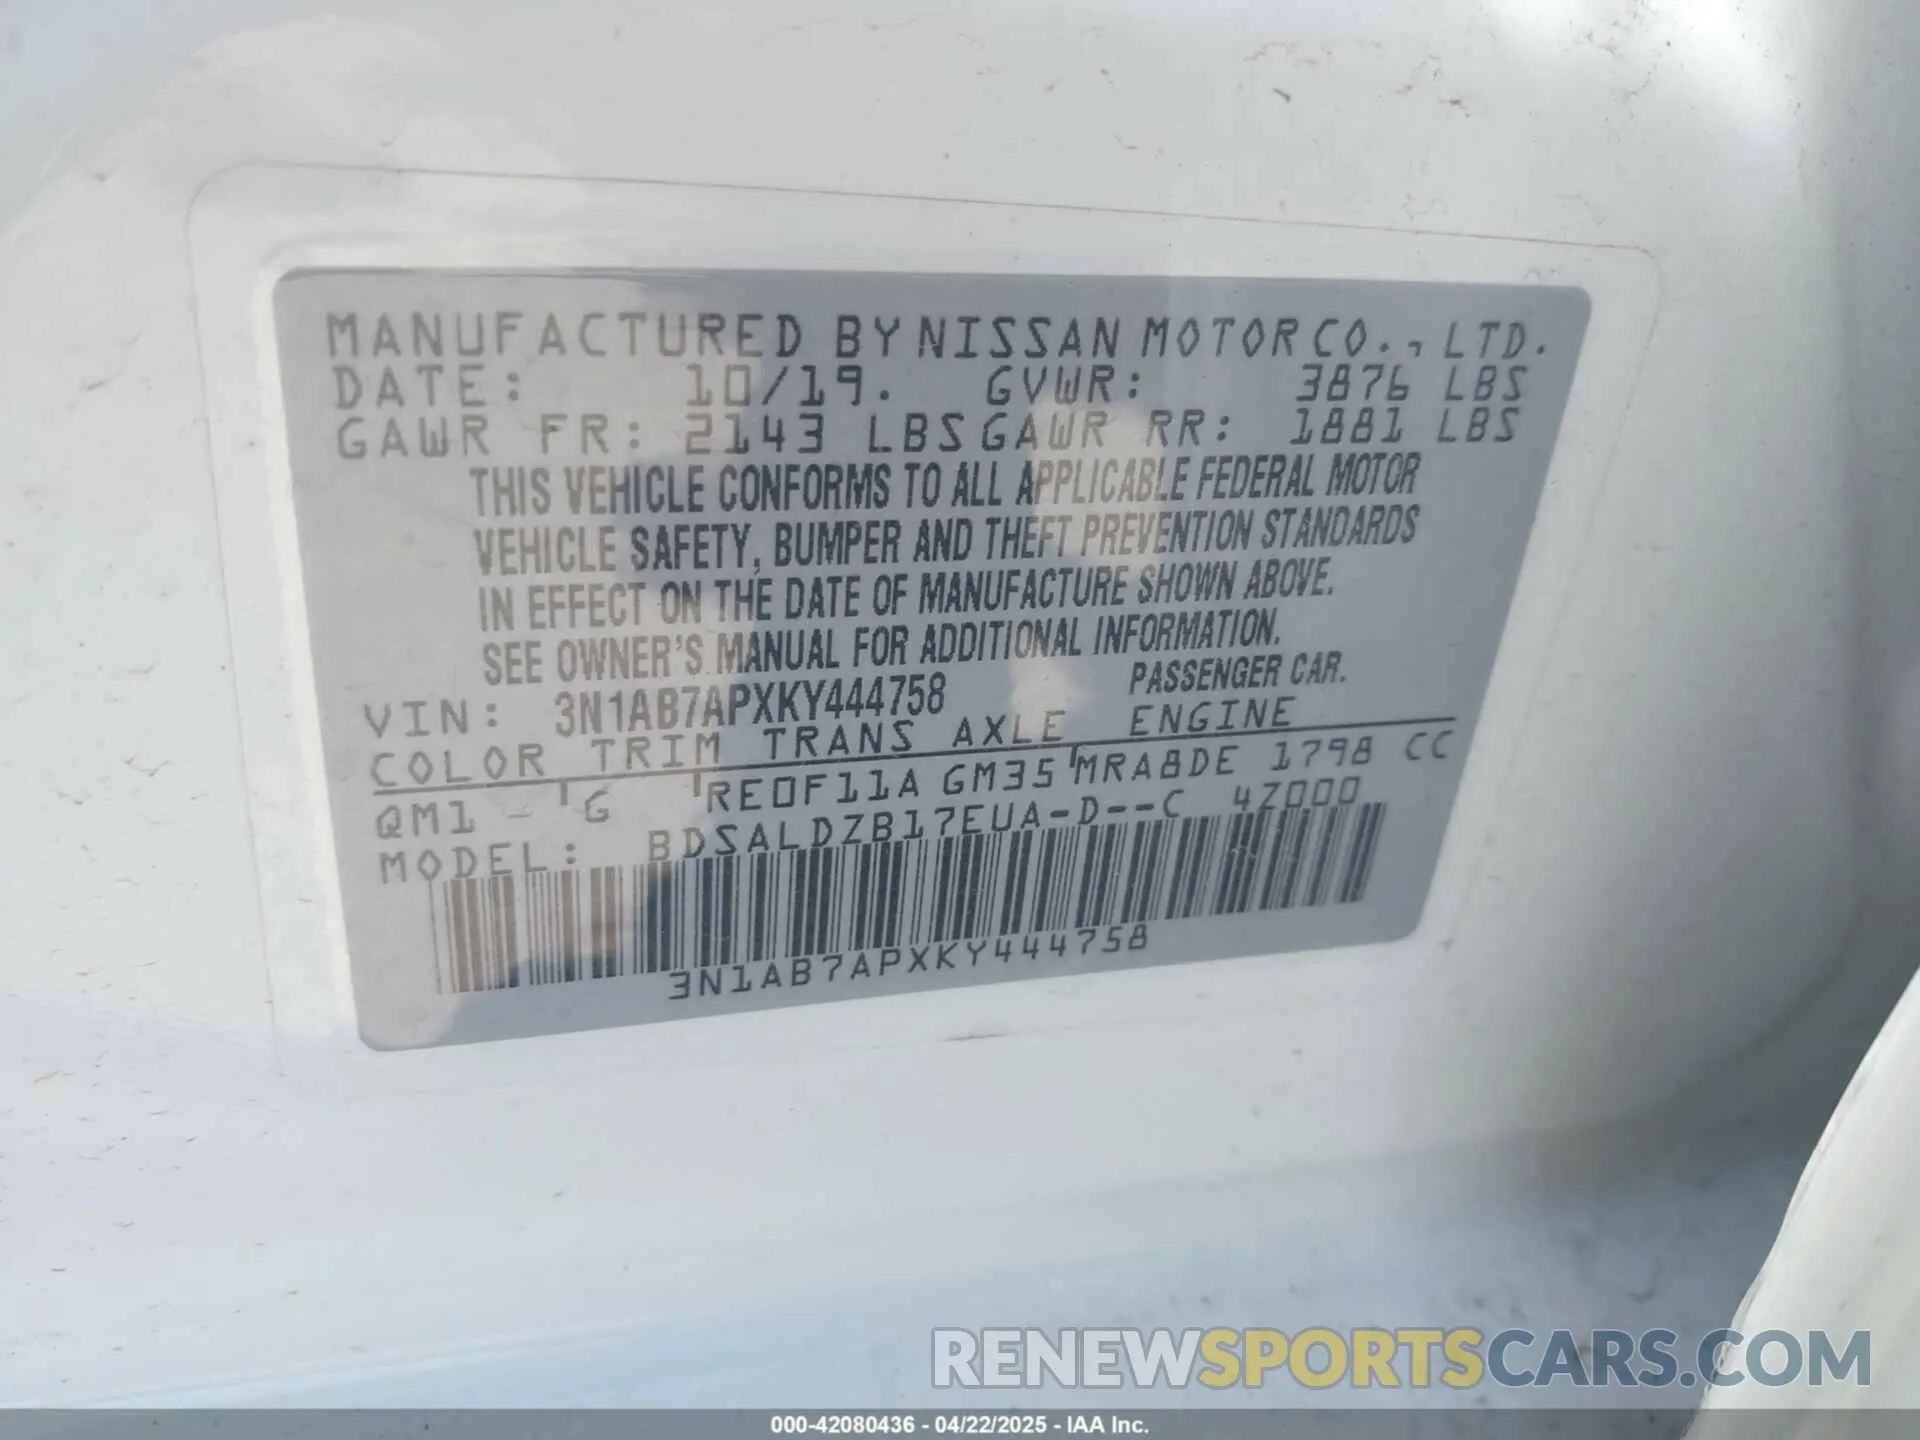 MANUFACTURED BY NISSAN MOTOR CO., LTD.
DATE: 10/19. GVWR: 3876 LBS
GAWR FR: 2143 LBS GAWR RR: 1881 LBS
THIS VEHICLE CONFORMS TO ALL APPLICABLE FEDERAL MOTOR
VEHICLE SAFETY, BUMPER AND THEFT PREVENTION STANDARDS
IN EFFECT ON THE DATE OF MANUFACTURE SHOWN ABOVE.
SEE OWNER'S MANUAL FOR ADDITIONAL INFORMATION.
VIN: 3N1AB7APXKY444758 PASSENGER CAR.
COLOR TRIM TRANS AXLE ENGINE
QM1 - G RE0F11A GM35 MRA8DE 1798 CC
MODEL: BDSALDZB17EUA-D--C 4Z000
3N1AB7APXKY444758
RENEWSPORTSCARS.COM
000-42080436 - 04/22/2025 - IAA Inc.